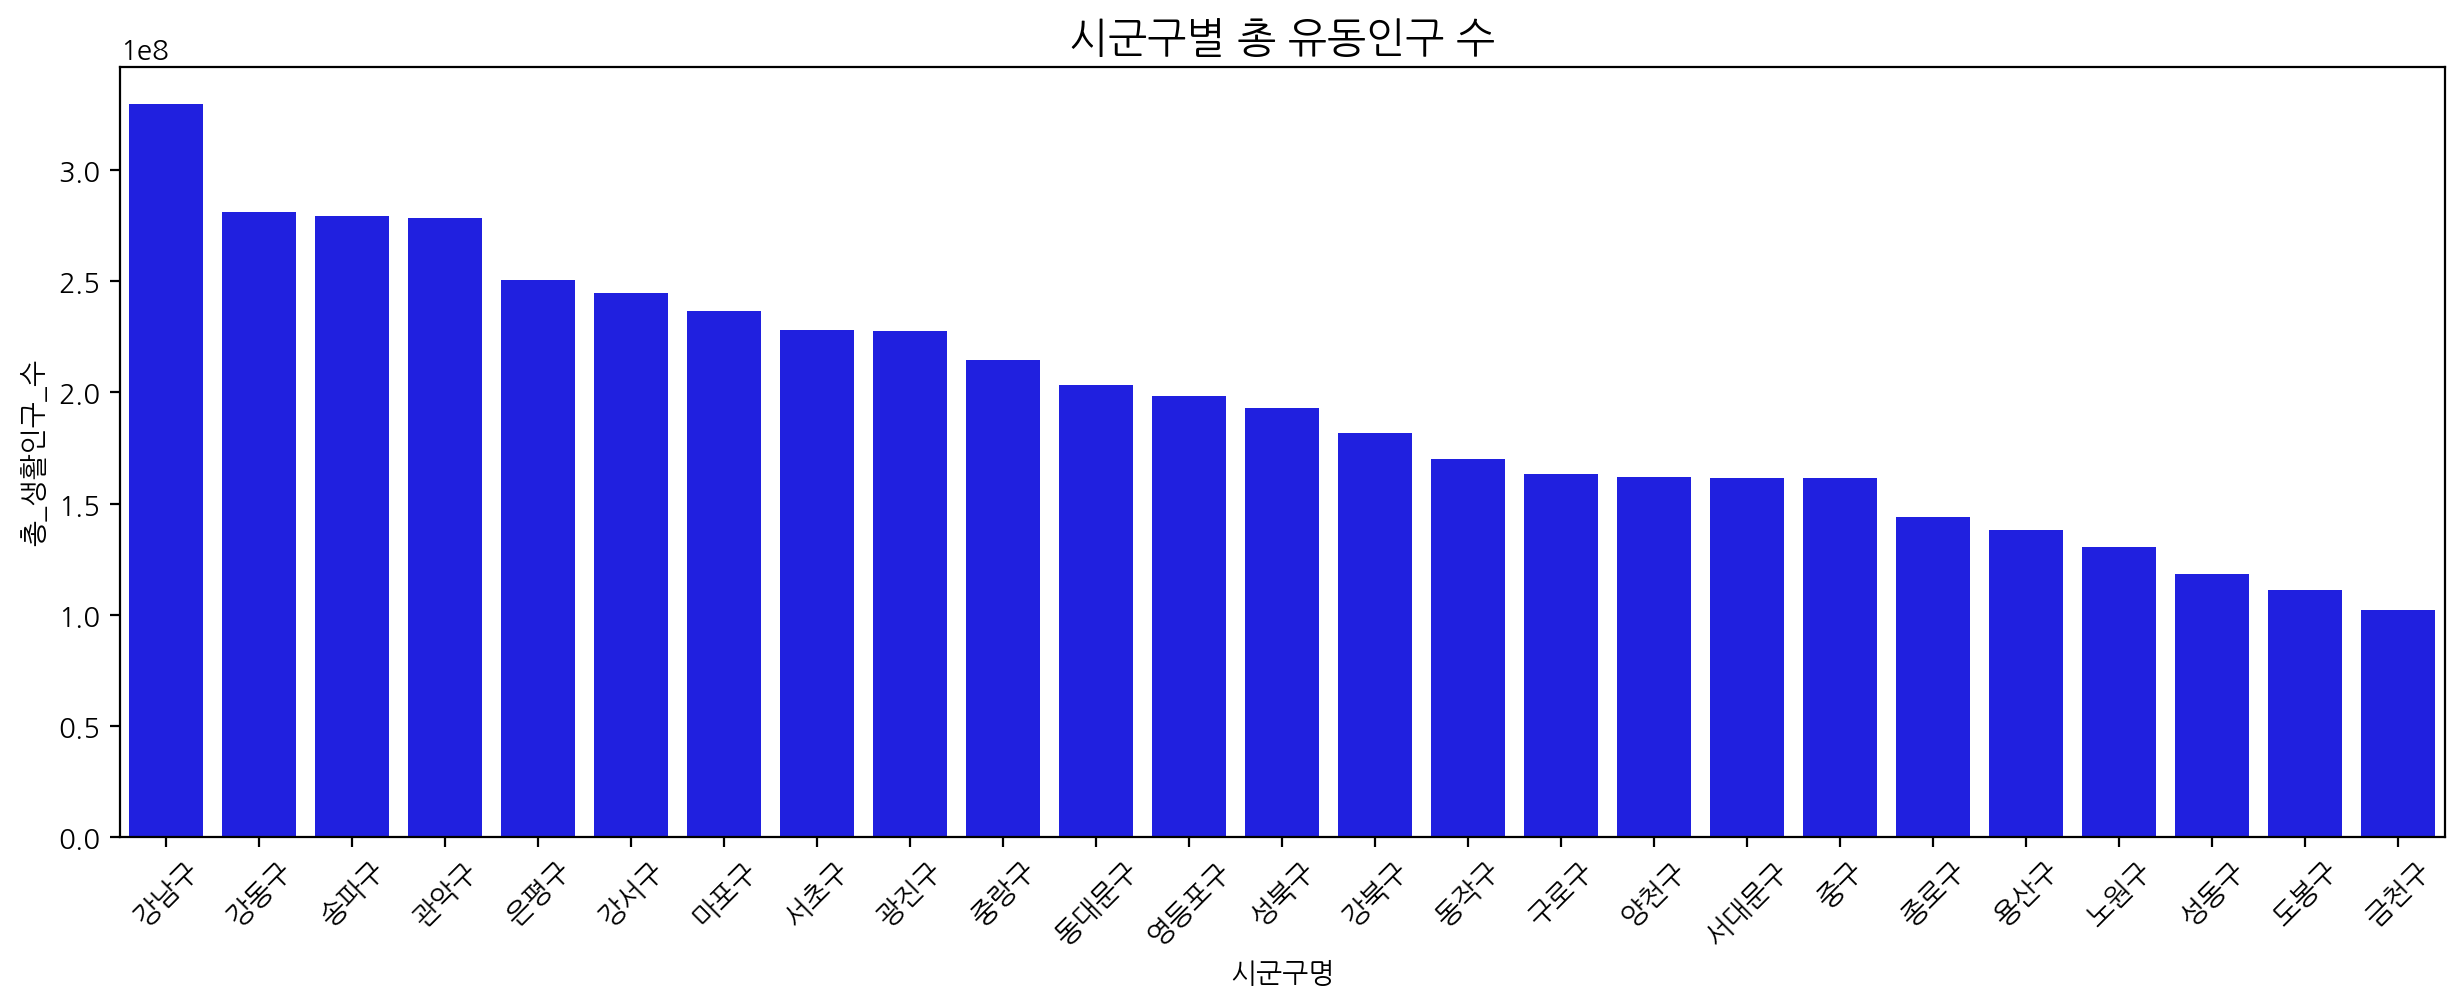 시군구별 총 유동인구 수
1e8
3.0
2.5
2.0
1.5
1.0
0.5
0.0
총_생활인구_수
강남구
강동구
송파구
관악구
은평구
강서구
마포구
서초구
광진구
중랑구
동대문구
영등포구
성북구
강북구
동작구
구로구
양천구
서대문구
중구
종로구
용산구
노원구
성동구
도봉구
금천구
시군구명